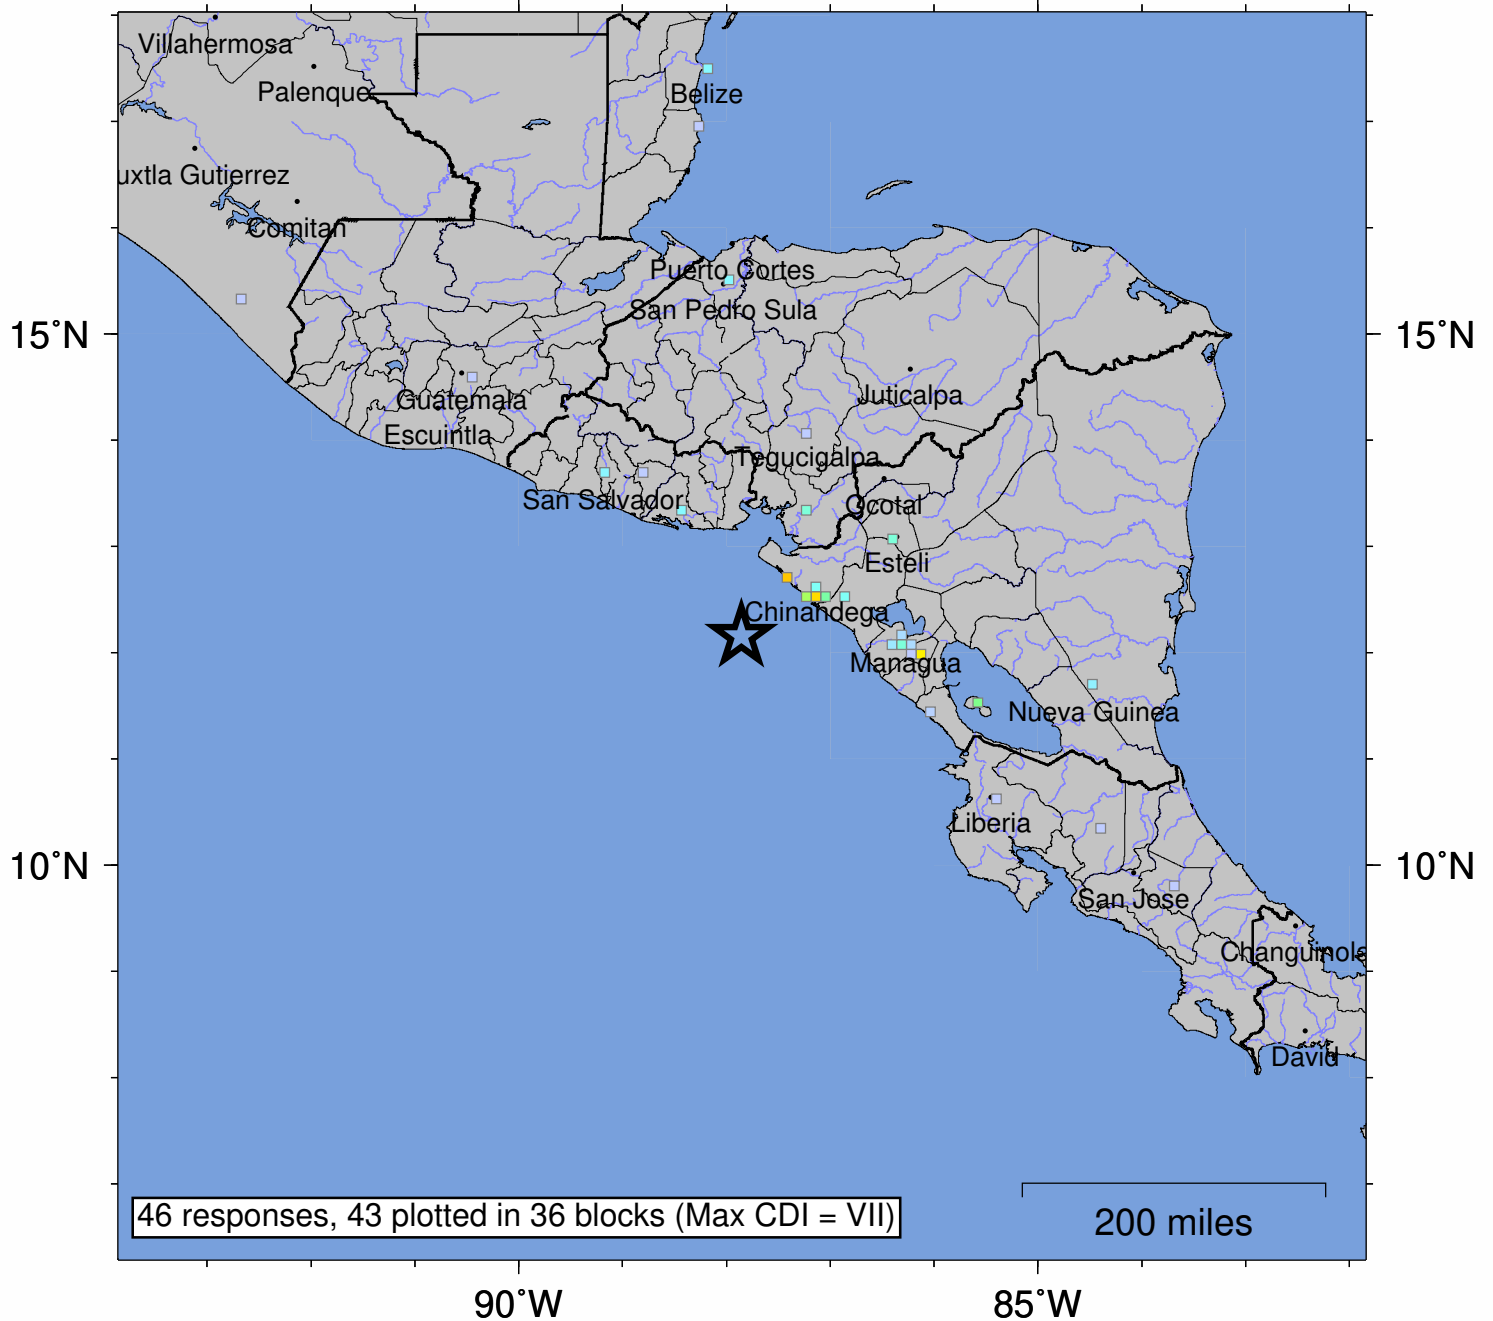 Villahermosa
Palenque
Belize
uxtla Gutierrez
Comitan
Puerto Cortes
San Pedro Sula
15°N
15°N
Guatemala
Juticalpa
Escuintla
Tegucigalpa
San Salvador
Ocotal
Esteli
Chinandega
Managua
Nueva Guinea
Liberia
10°N
10°N
San Jose
Changuinola
David
46 responses, 43 plotted in 36 blocks (Max CDI = VII)
200 miles
90°W
85°W